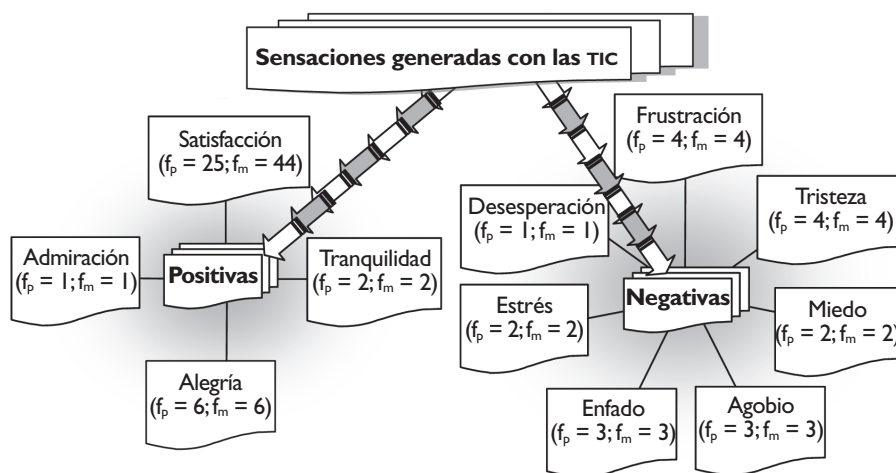 Sensaciones generadas con las TIC
Frustración
(fp = 4; fm = 4)
Satisfacción
(fp = 25; fm = 44)
Tristeza
(fp = 4; fm = 4)
Desesperación
(fp = 1; fm = 1)
Admiración
(fp = 1; fm = 1)
Positivas
Tranquilidad
(fp = 2; fm = 2)
Negativas
Estrés
(fp = 2; fm = 2)
Miedo
(fp = 2; fm = 2)
Alegría
(fp = 6; fm = 6)
Enfado
(fp = 3; fm = 3)
Agobio
(fp = 3; fm = 3)